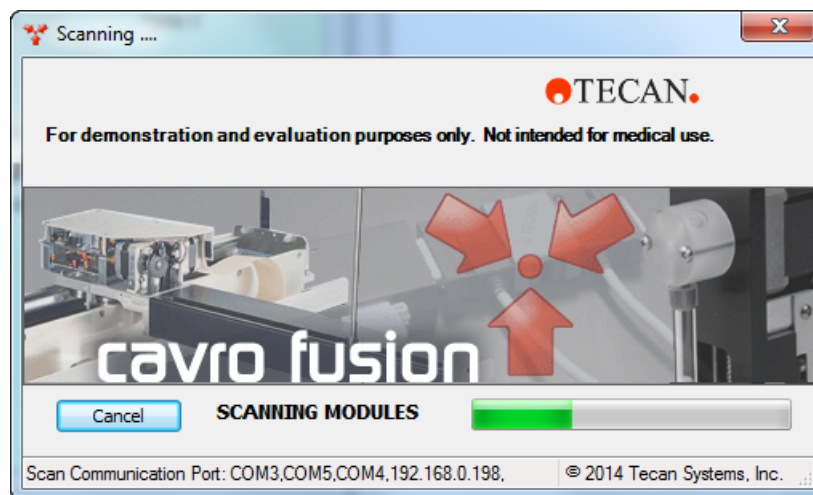 Scanning ....
TECAN.
For demonstration and evaluation purposes only. Not intended for medical use.
cavro fusion
Cancel
SCANNING MODULES
Scan Communication Port: COM3,COM5,COM4,192.168.0.198,
© 2014 Tecan Systems, Inc.